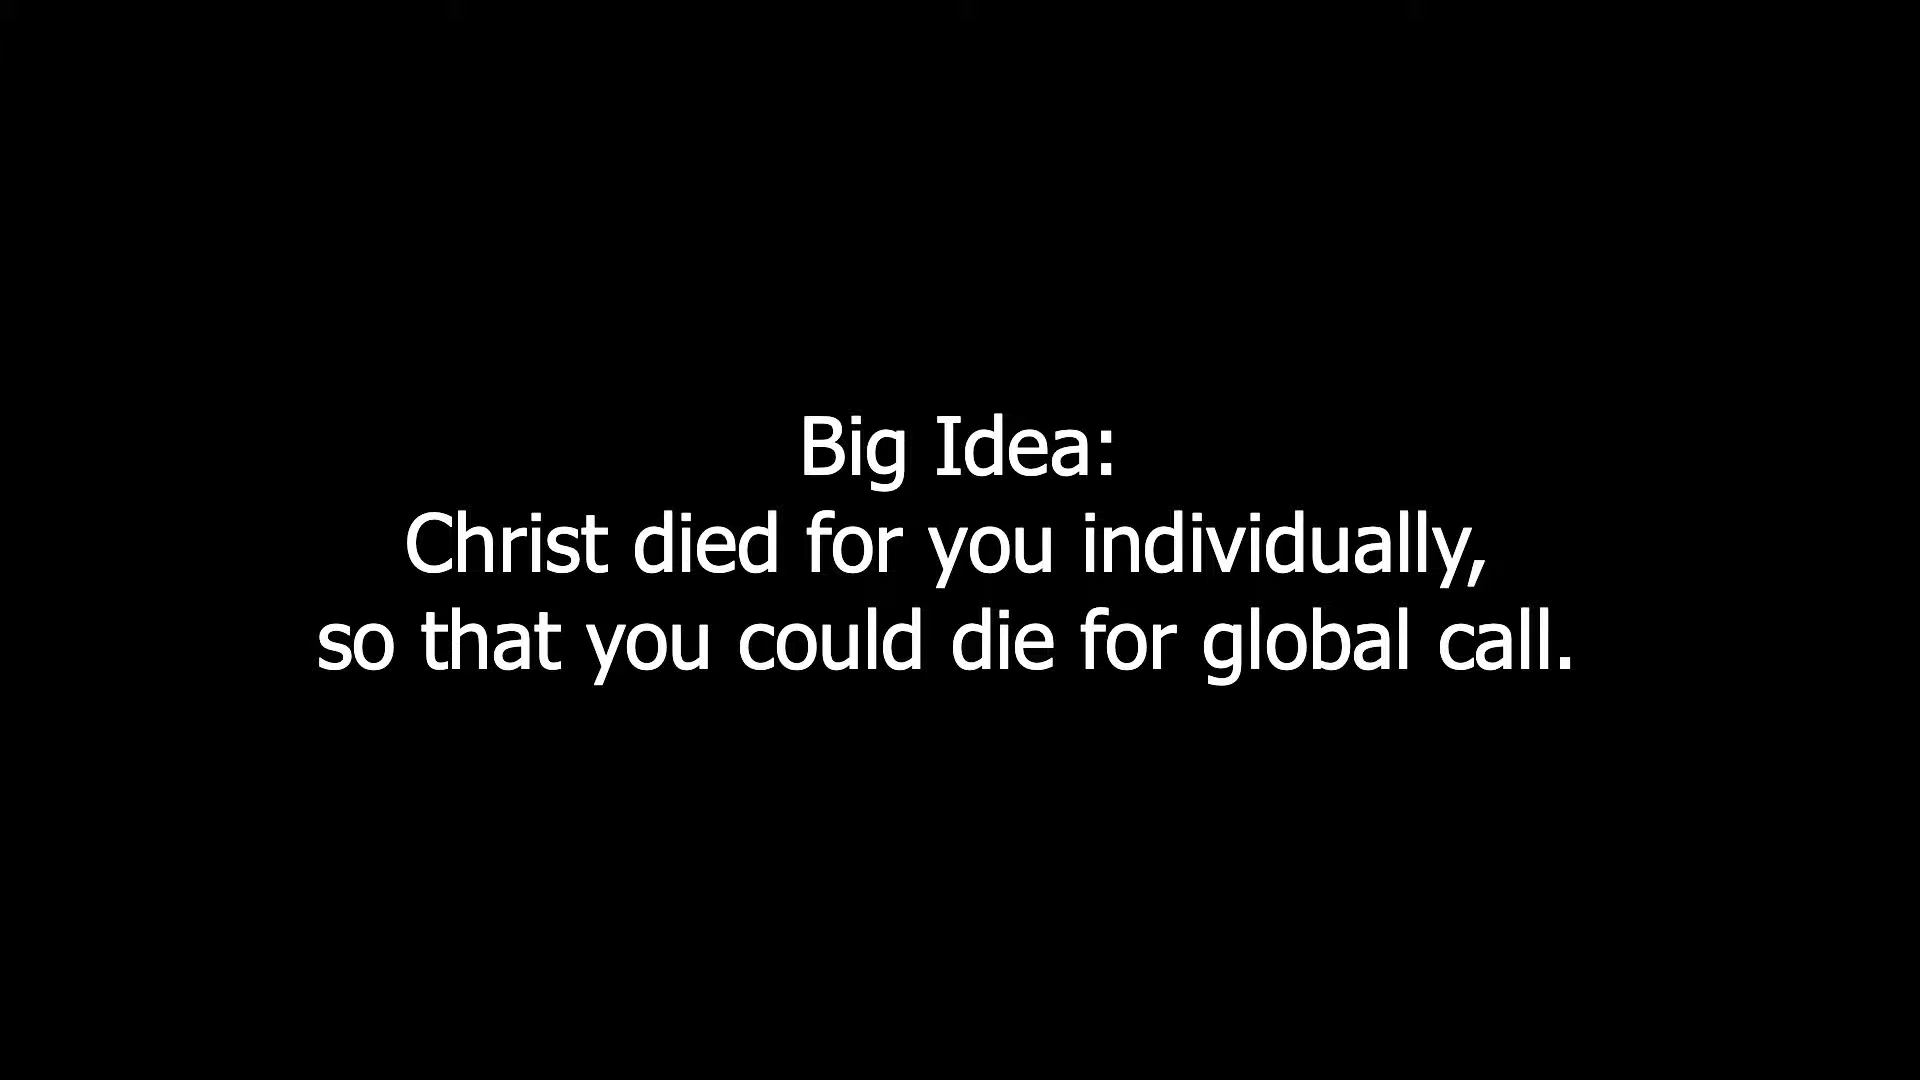 Big Idea:
Christ died for you individually,
so that you could die for global call.